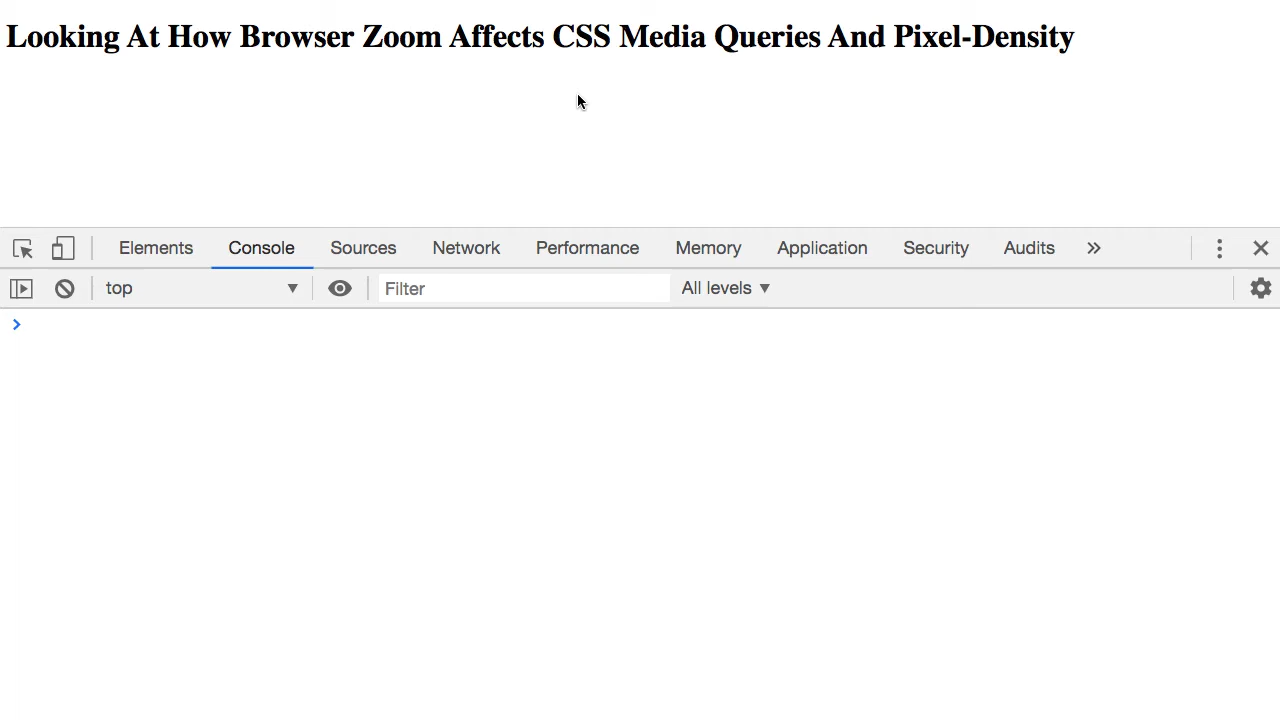 Looking At How Browser Zoom Affects CSS Media Queries And Pixel-Density
Elements Console Sources Network Performance Memory Application Security Audits
top Filter All levels